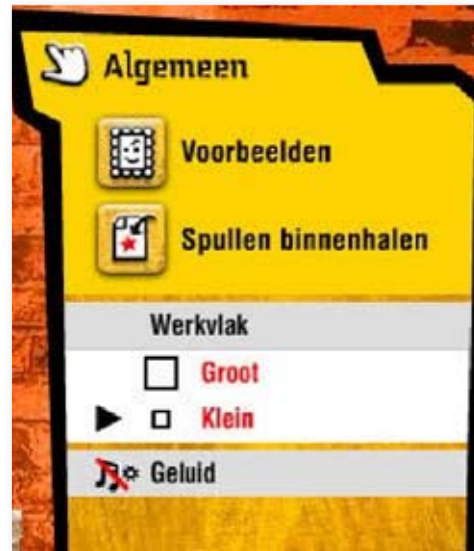 Algemeen
Voorbeelden
Spullen binnenhalen
Werkvlak
Groot
Klein
Geluid